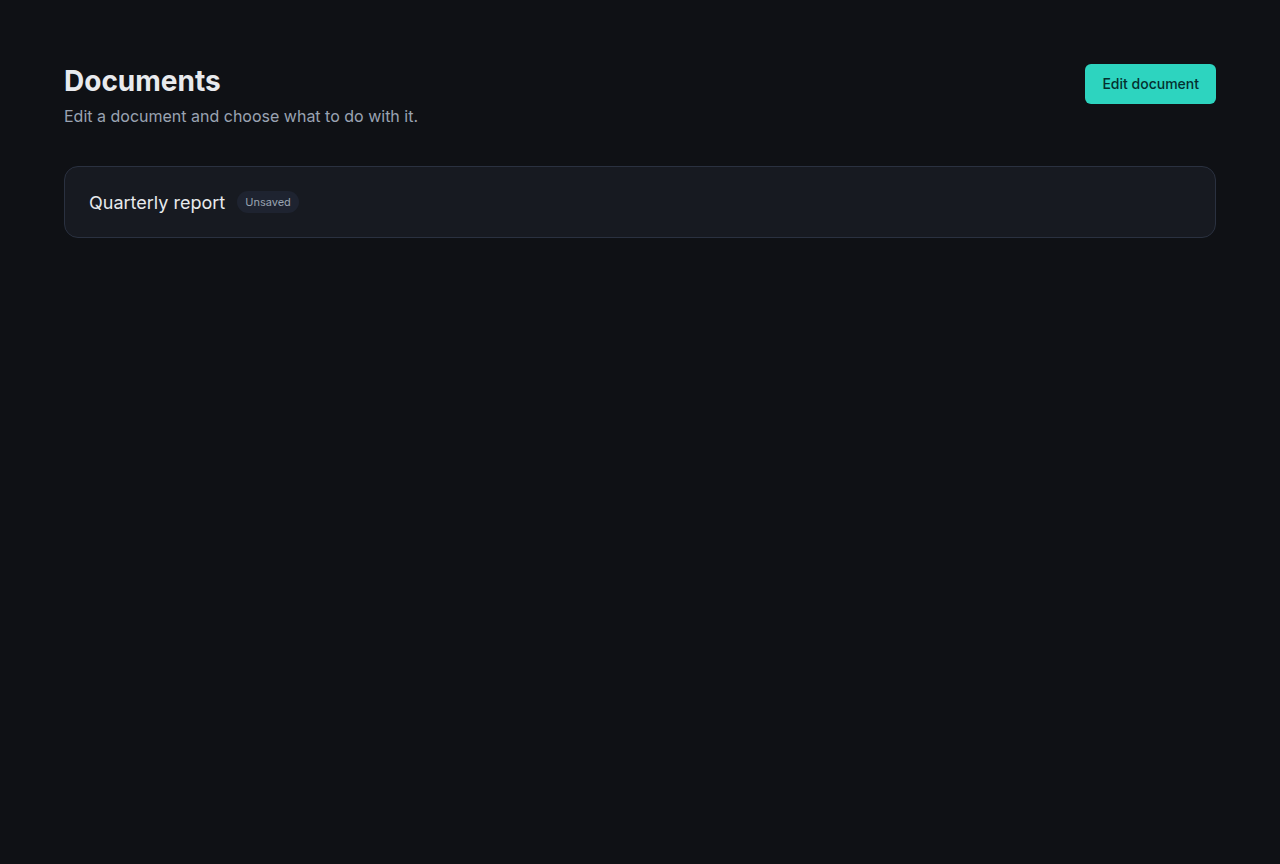 Documents
Edit document
Edit a document and choose what to do with it.
Quarterly report Unsaved